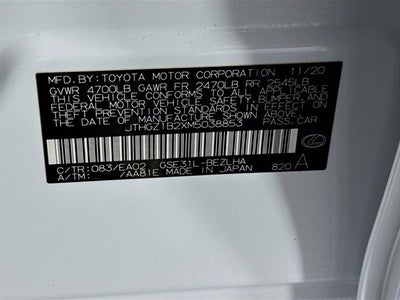 MFD. BY: TOYOTA MOTOR CORPORATION 11/20
GVWR 4700LB GAWR FR 2470LB RR 2545LB
THIS VEHICLE CONFORMS TO ALL APPLICABLE
FEDERAL MOTOR VEHICLE SAFETY, BUMPER, AND
THEFT PREVENTION STANDARDS IN EFFECT ON
THE DATE OF MANUFACTURE SHOWN ABOVE.
JTHGZ1B2XM5038853 PASS.CAR
C/TR: 083/EA02 GSE31L-BEZLHA 820 A
A/TM: /AA81E MADE IN JAPAN